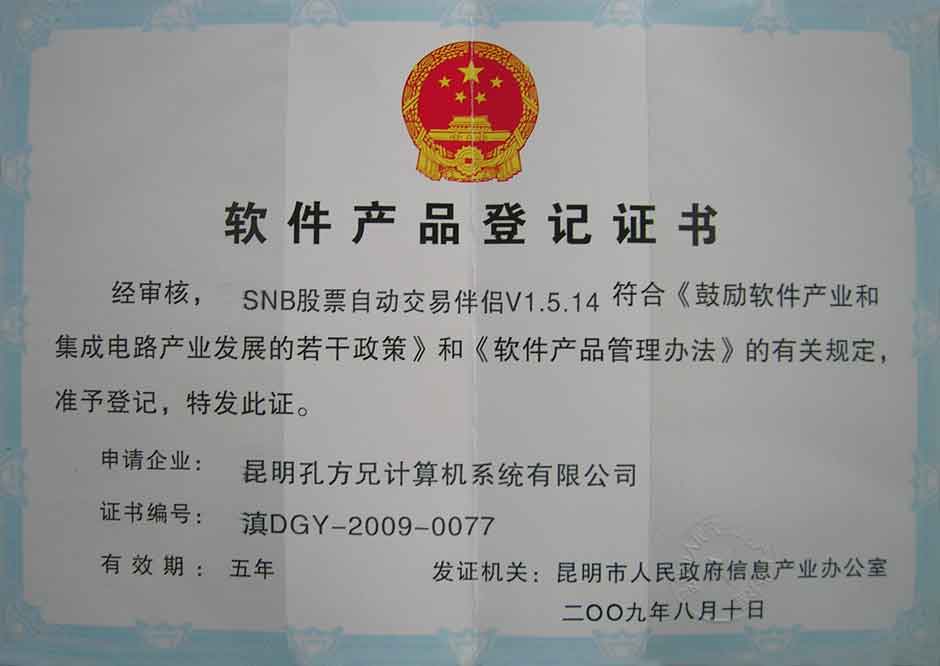 软件产品登记证书
经审核， SNB股票自动交易伴侣V1.5.14 符合《鼓励软件产业和
集成电路产业发展的若干政策》和《软件产品管理办法》的有关规定，
准予登记，特发此证。
申请企业： 昆明孔方兄计算机系统有限公司
证书编号： 滇DGY-2009-0077
有效期： 五年 发证机关：昆明市人民政府信息产业办公室
二〇〇九年八月十日